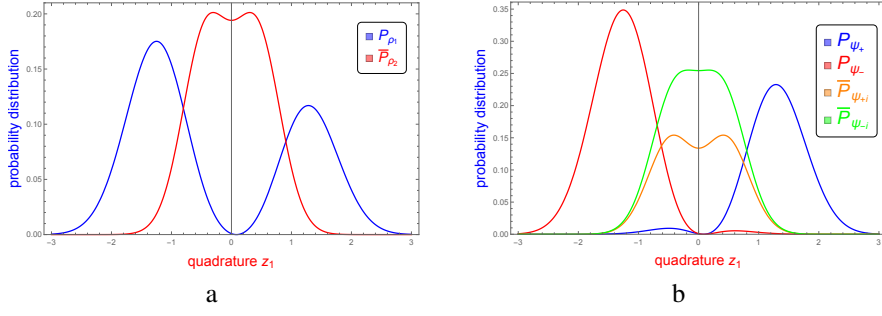 0.20
0.15
0.10
0.05
0.00
-3
-2
-1
0
1
2
3
probability distribution
quadrature z₁
P_ρ₁
P̅_ρ₂
a
0.35
0.30
0.25
0.20
0.15
0.10
0.05
0.00
-3
-2
-1
0
1
2
3
probability distribution
quadrature z₁
P_ψ₊
P_ψ₋
P̅_ψ₊ᵢ
P̅_ψ₋ᵢ
b